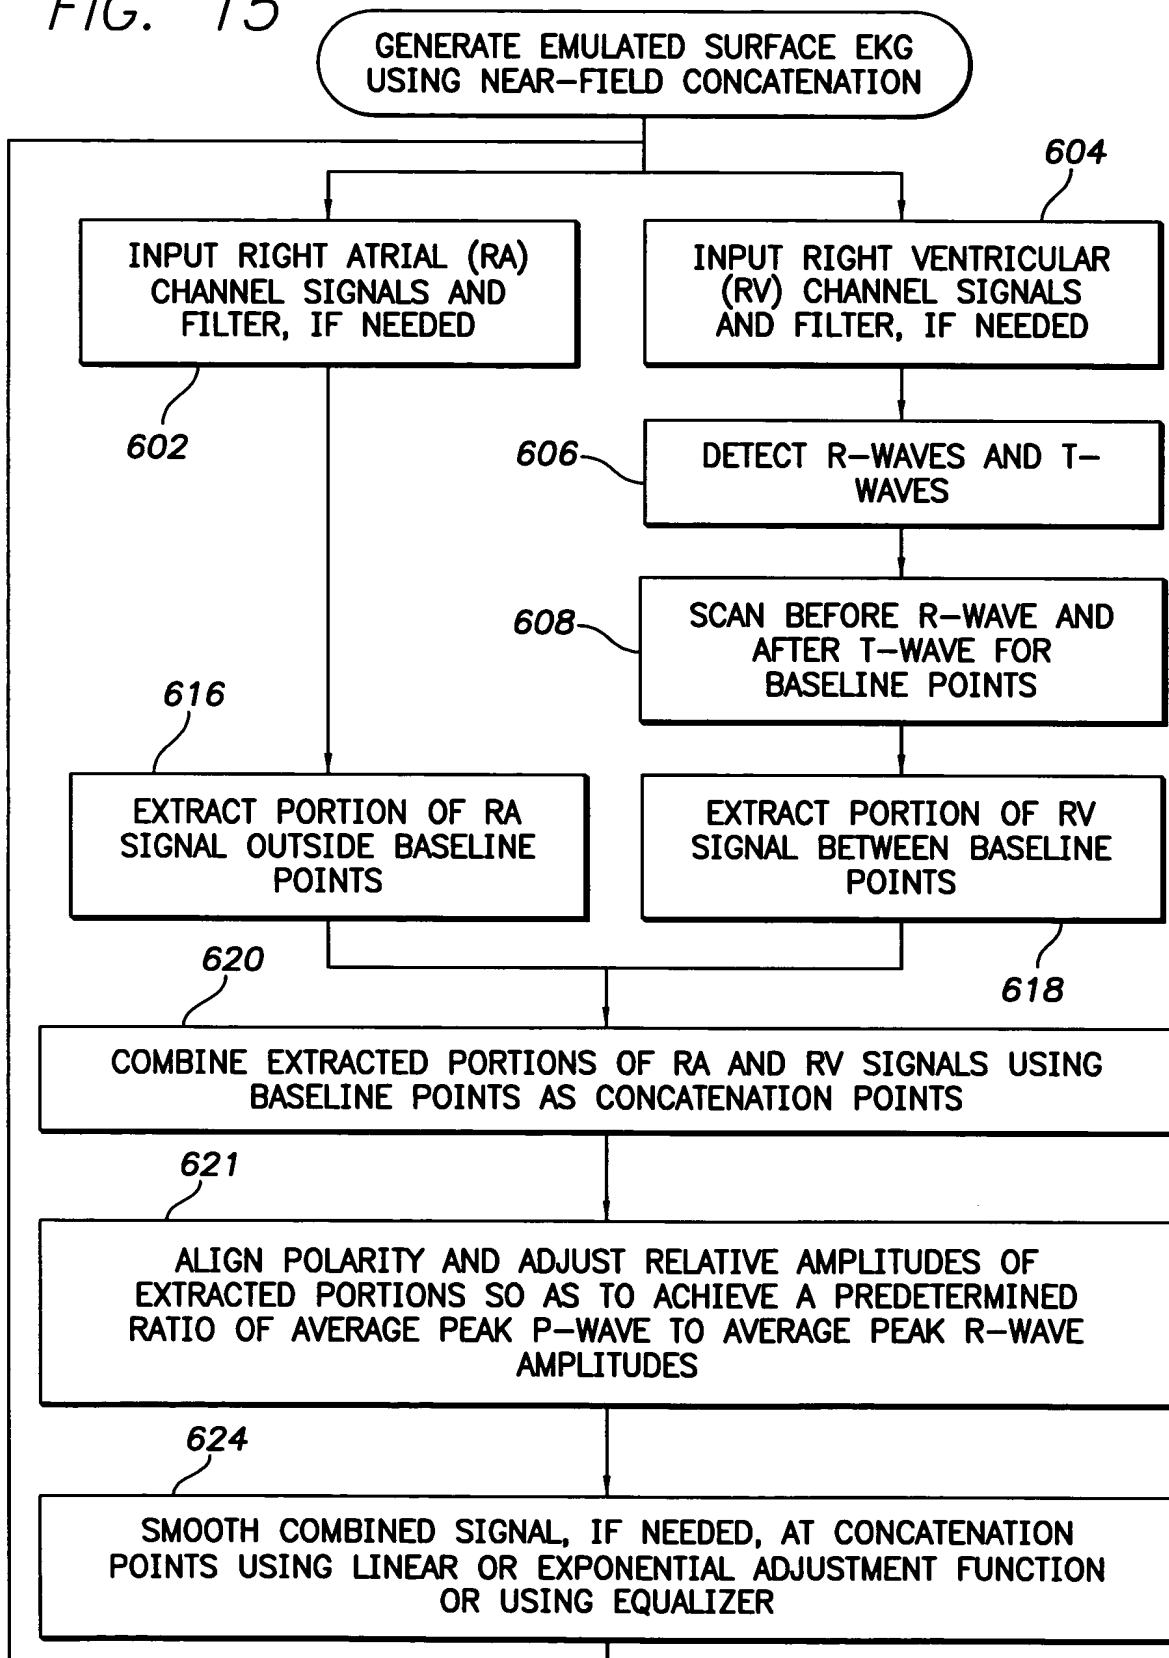 FIG. 15
GENERATE EMULATED SURFACE EKG
USING NEAR-FIELD CONCATENATION
604
INPUT RIGHT ATRIAL (RA)
CHANNEL SIGNALS AND
FILTER, IF NEEDED
INPUT RIGHT VENTRICULAR
(RV) CHANNEL SIGNALS
AND FILTER, IF NEEDED
602
606
DETECT R-WAVES AND T-
WAVES
608
SCAN BEFORE R-WAVE AND
AFTER T-WAVE FOR
BASELINE POINTS
616
EXTRACT PORTION OF RA
SIGNAL OUTSIDE BASELINE
POINTS
EXTRACT PORTION OF RV
SIGNAL BETWEEN BASELINE
POINTS
620
618
COMBINE EXTRACTED PORTIONS OF RA AND RV SIGNALS USING
BASELINE POINTS AS CONCATENATION POINTS
621
ALIGN POLARITY AND ADJUST RELATIVE AMPLITUDES OF
EXTRACTED PORTIONS SO AS TO ACHIEVE A PREDETERMINED
RATIO OF AVERAGE PEAK P-WAVE TO AVERAGE PEAK R-WAVE
AMPLITUDES
624
SMOOTH COMBINED SIGNAL, IF NEEDED, AT CONCATENATION
POINTS USING LINEAR OR EXPONENTIAL ADJUSTMENT FUNCTION
OR USING EQUALIZER